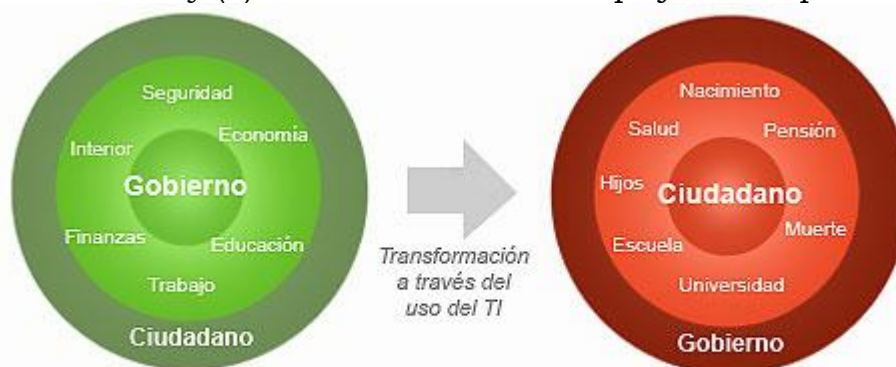 Seguridad
Economía
Interior
Gobierno
Finanzas
Educación
Trabajo
Ciudadano
Transformación
a través del
uso del TI
Nacimiento
Salud
Pensión
Hijos
Ciudadano
Escuela
Muerte
Universidad
Gobierno